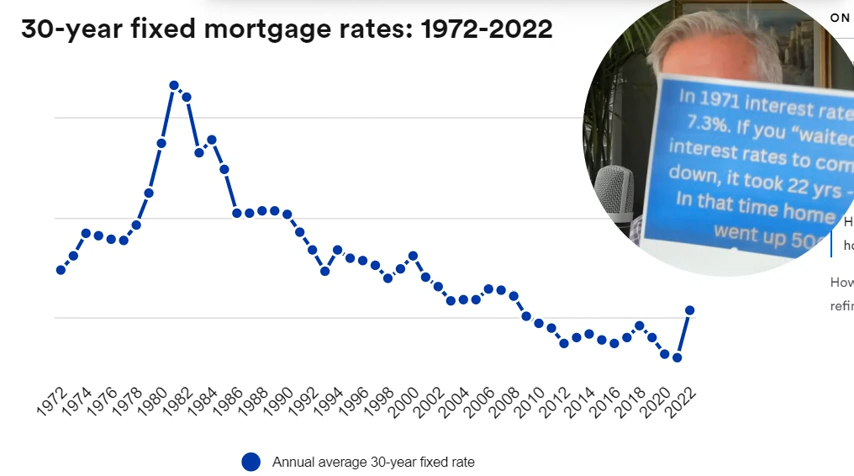 30-year fixed mortgage rates: 1972-2022
ON
In 1971 interest rate
7.3%. If you “waited
interest rates to com
down, it took 22 yrs -
In that time home
went up 50
H
ho
How
refin
1972 1974 1976 1978 1980 1982 1984 1986 1988 1990 1992 1994 1996 1998 2000 2002 2004 2006 2008 2010 2012 2014 2016 2018 2020 2022
Annual average 30-year fixed rate